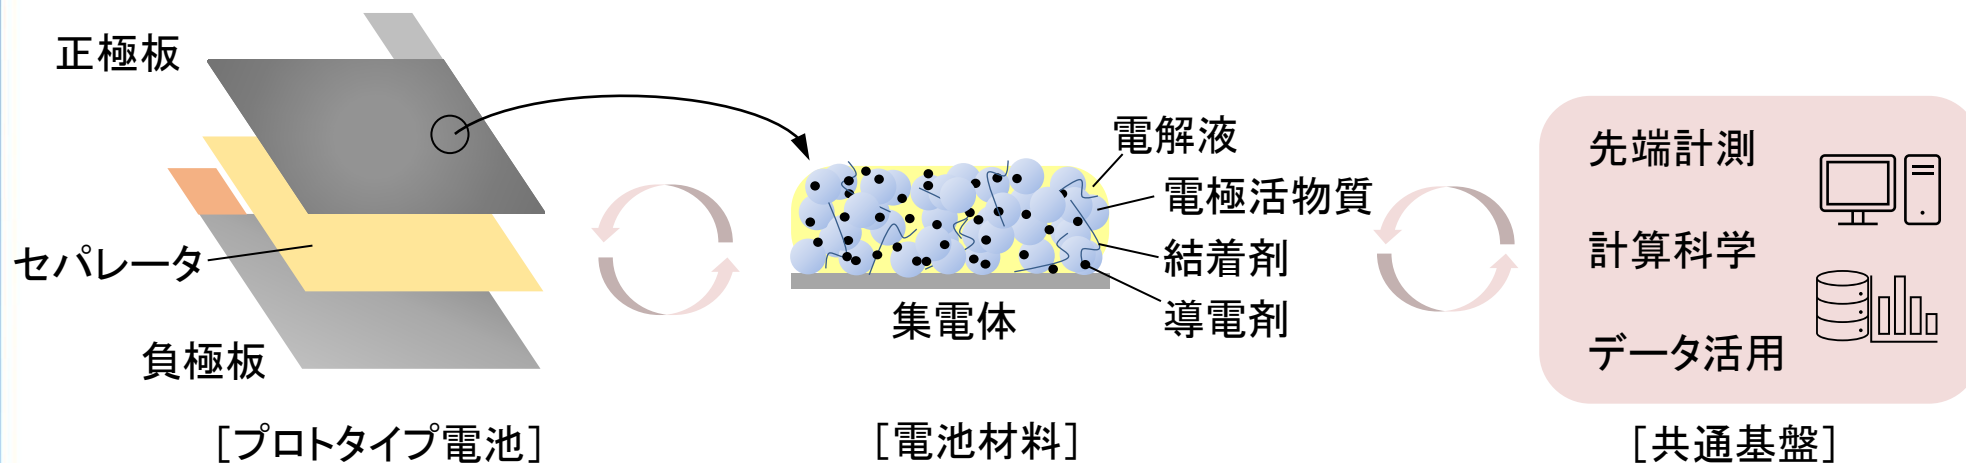 正極板
セパレータ
負極板
[プロトタイプ電池]
電解液
電極活物質
結着剤
導電剤
集電体
[電池材料]
先端計測
計算科学
データ活用
[共通基盤]